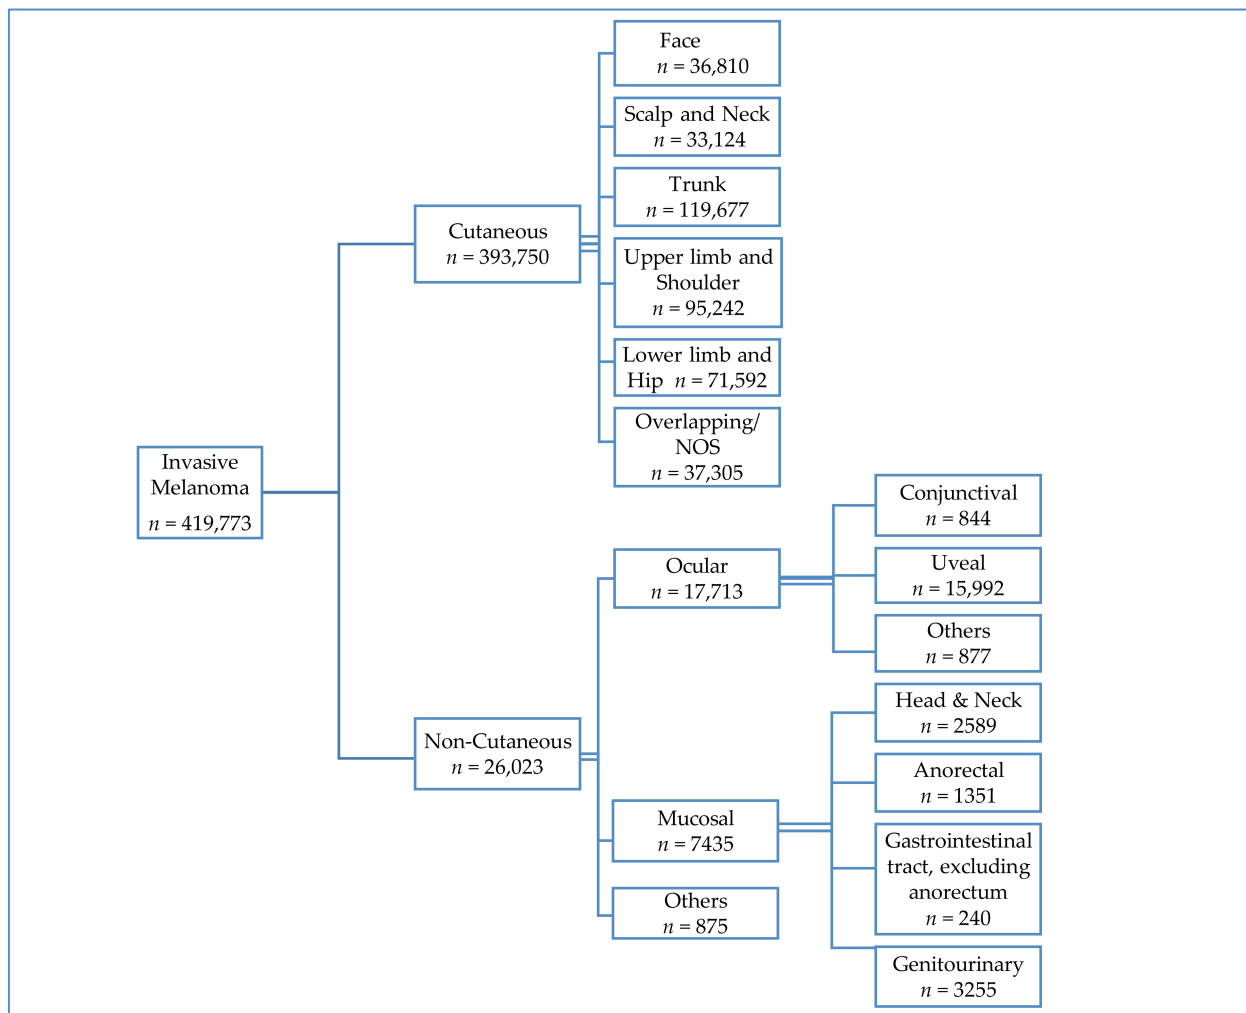 Face
n = 36,810
Scalp and Neck
n = 33,124
Trunk
n = 119,677
Cutaneous
n = 393,750
Upper limb and
Shoulder
n = 95,242
Lower limb and
Hip n = 71,592
Overlapping/
NOS
n = 37,305
Invasive
Melanoma
n = 419,773
Conjunctival
n = 844
Ocular
n = 17,713
Uveal
n = 15,992
Others
n = 877
Non-Cutaneous
n = 26,023
Head & Neck
n = 2589
Anorectal
n = 1351
Mucosal
n = 7435
Gastrointestinal
tract, excluding
anorectum
n = 240
Others
n = 875
Genitourinary
n = 3255